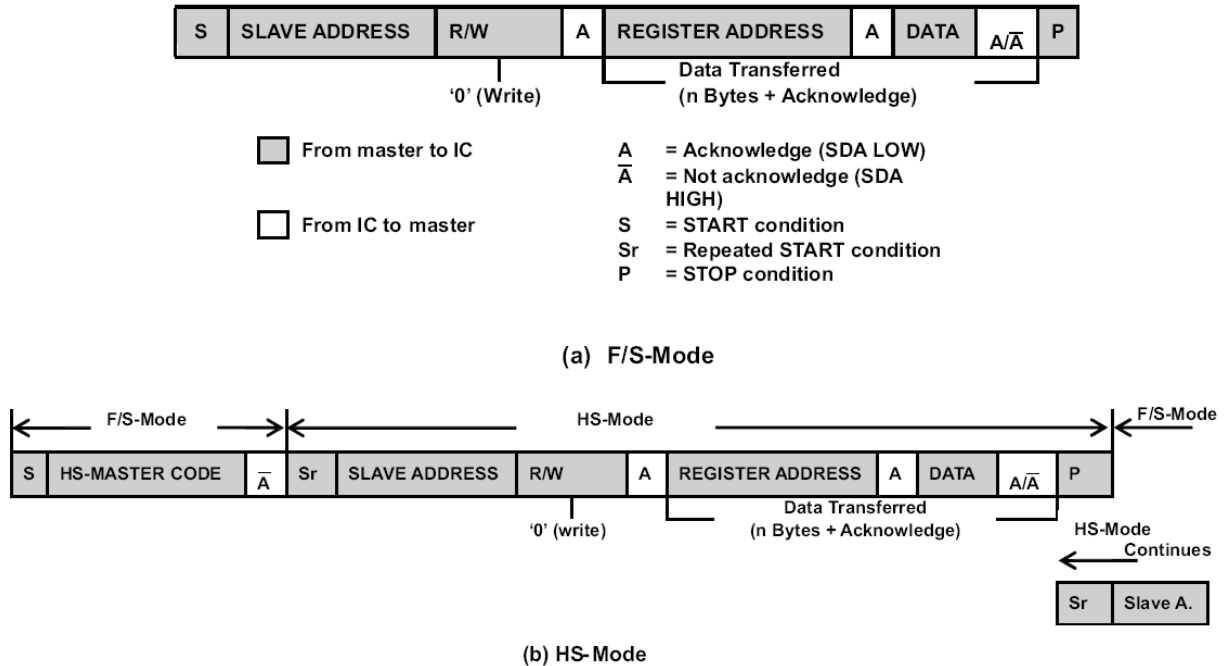 S SLAVE ADDRESS R/W A REGISTER ADDRESS A DATA A/A̅ P
‘0’ (Write)
Data Transferred
(n Bytes + Acknowledge)
From master to IC
From IC to master
A = Acknowledge (SDA LOW)
A̅ = Not acknowledge (SDA
HIGH)
S = START condition
Sr = Repeated START condition
P = STOP condition
(a) F/S-Mode
F/S-Mode HS-Mode F/S-Mode
S HS-MASTER CODE A̅ Sr SLAVE ADDRESS R/W A REGISTER ADDRESS A DATA A/A̅ P
‘0’ (write)
Data Transferred
(n Bytes + Acknowledge)
HS-Mode
Continues
Sr Slave A.
(b) HS-Mode